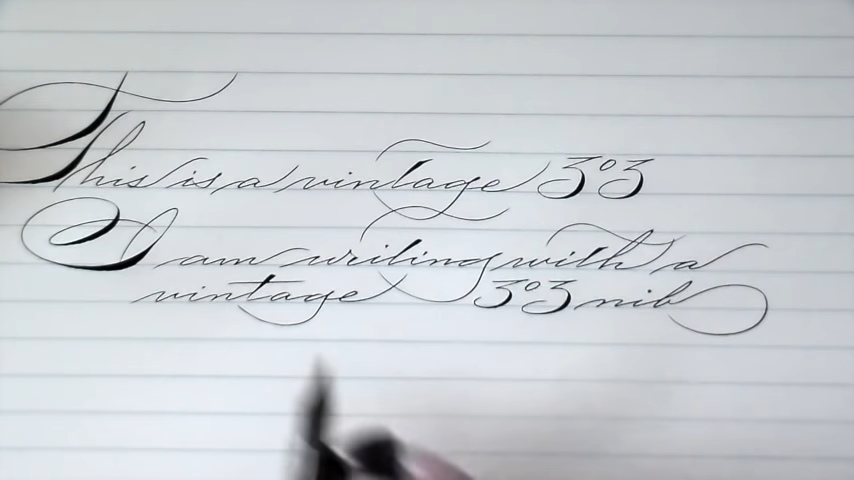 This is a vintage 303
I am writing with a
vintage 303 nib